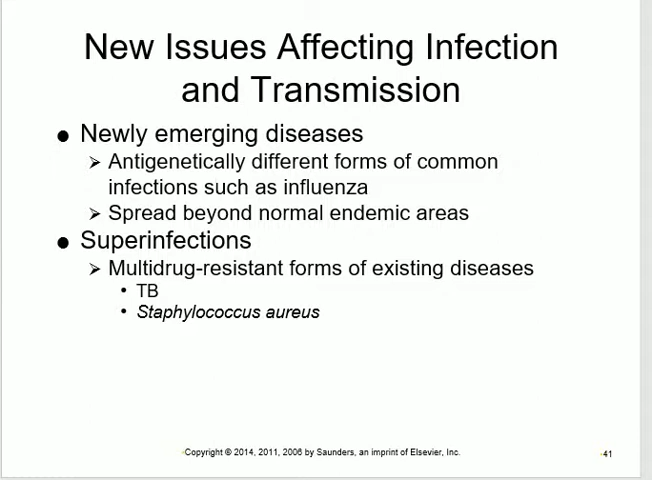 New Issues Affecting Infection
and Transmission
● Newly emerging diseases
➢ Antigenetically different forms of common
infections such as influenza
➢ Spread beyond normal endemic areas
● Superinfections
➢ Multidrug-resistant forms of existing diseases
• TB
• Staphylococcus aureus
•Copyright © 2014, 2011, 2006 by Saunders, an imprint of Elsevier, Inc.
•41